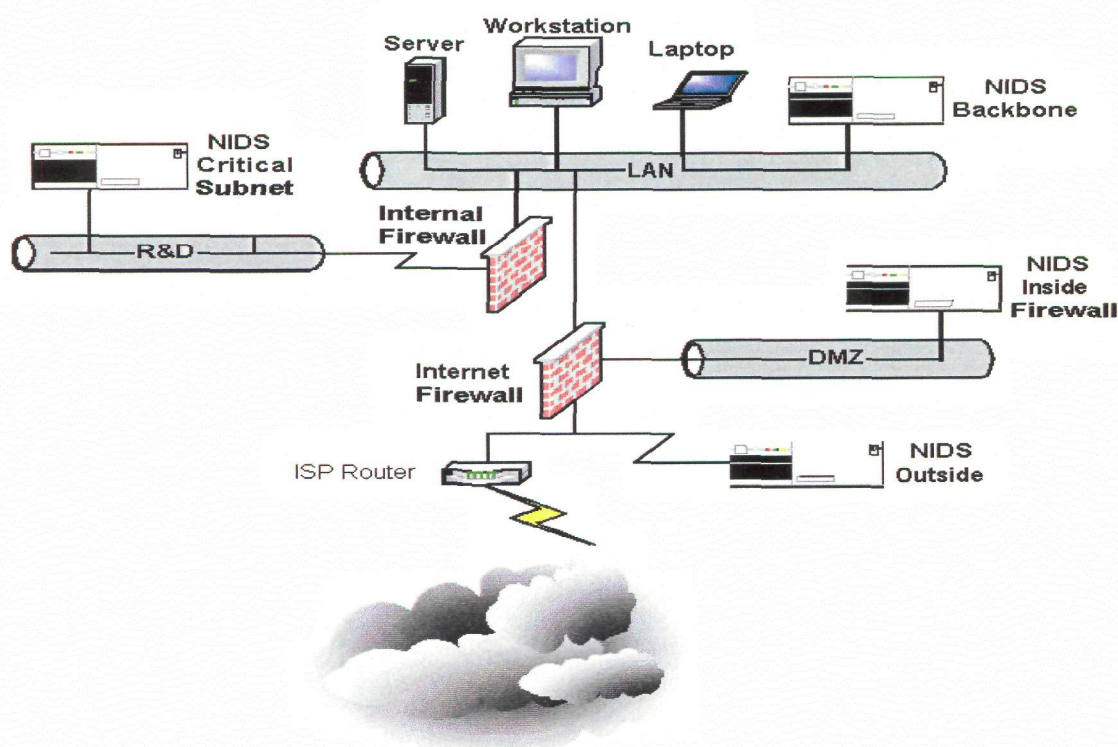 Workstation
Server
Laptop
NIDS
Backbone
NIDS
Critical
Subnet
LAN
Internal
Firewall
R&D
NIDS
Inside
Firewall
DMZ
Internet
Firewall
ISP Router
NIDS
Outside